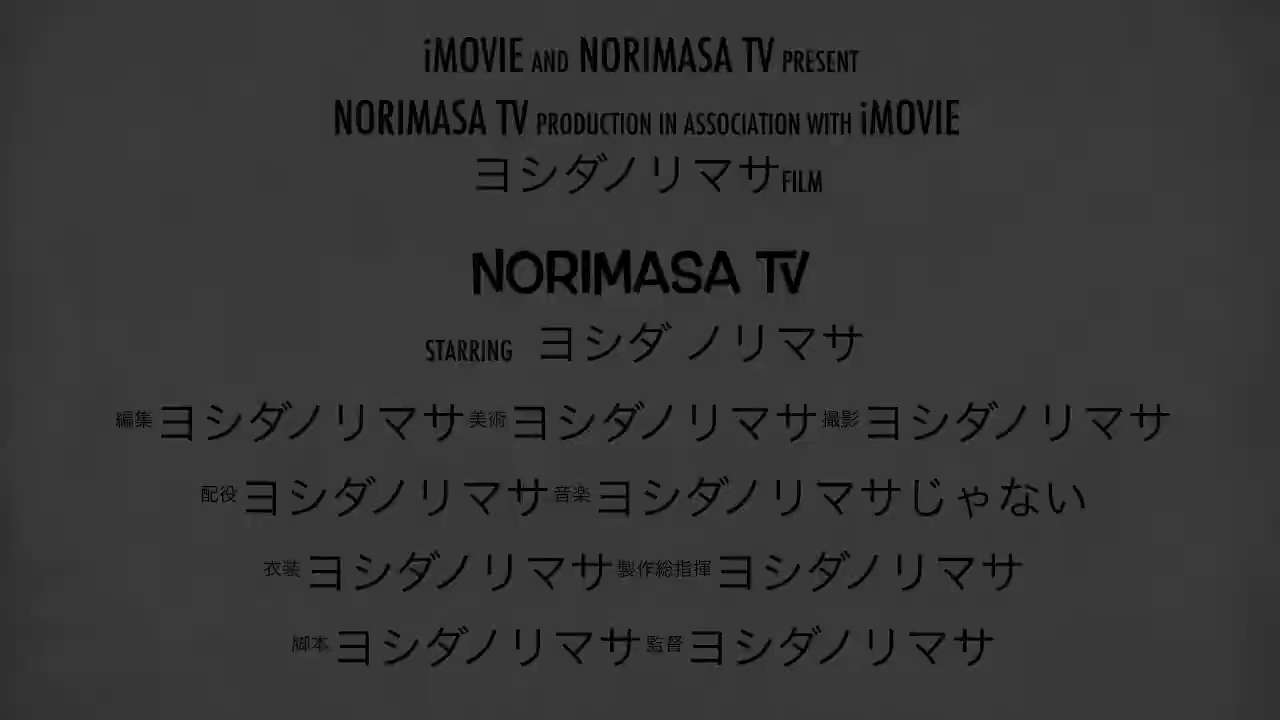 iMOVIE AND NORIMASA TV PRESENT
NORIMASA TV PRODUCTION IN ASSOCIATION WITH iMOVIE
ヨシダノリマサFILM
NORIMASA TV
STARRING ヨシダ ノリマサ
編集ヨシダノリマサ美術ヨシダノリマサ撮影ヨシダノリマサ
配役ヨシダノリマサ音楽ヨシダノリマサじゃない
衣装ヨシダノリマサ製作総指揮ヨシダノリマサ
脚本ヨシダノリマサ監督ヨシダノリマサ